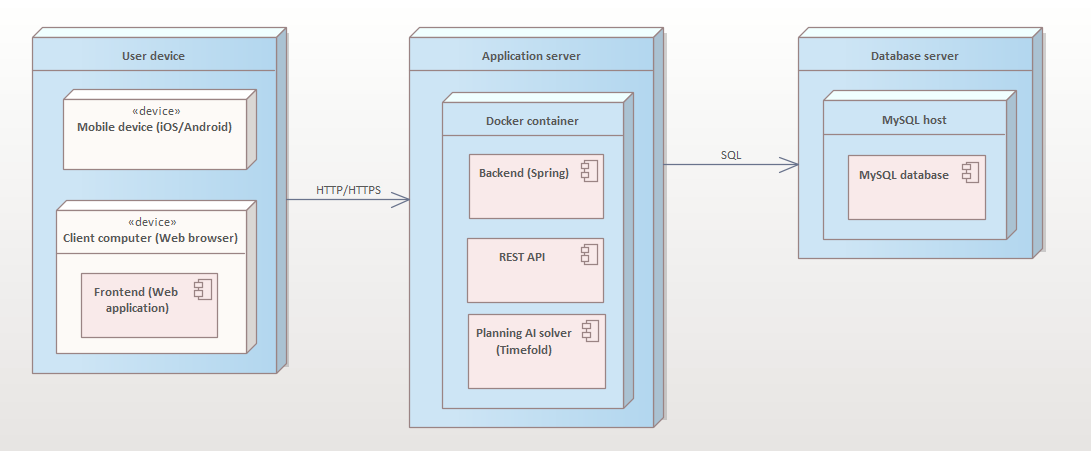 User device
«device»
Mobile device (iOS/Android)
«device»
Client computer (Web browser)
Frontend (Web
application)
HTTP/HTTPS
Application server
Docker container
Backend (Spring)
REST API
Planning AI solver
(Timefold)
SQL
Database server
MySQL host
MySQL database